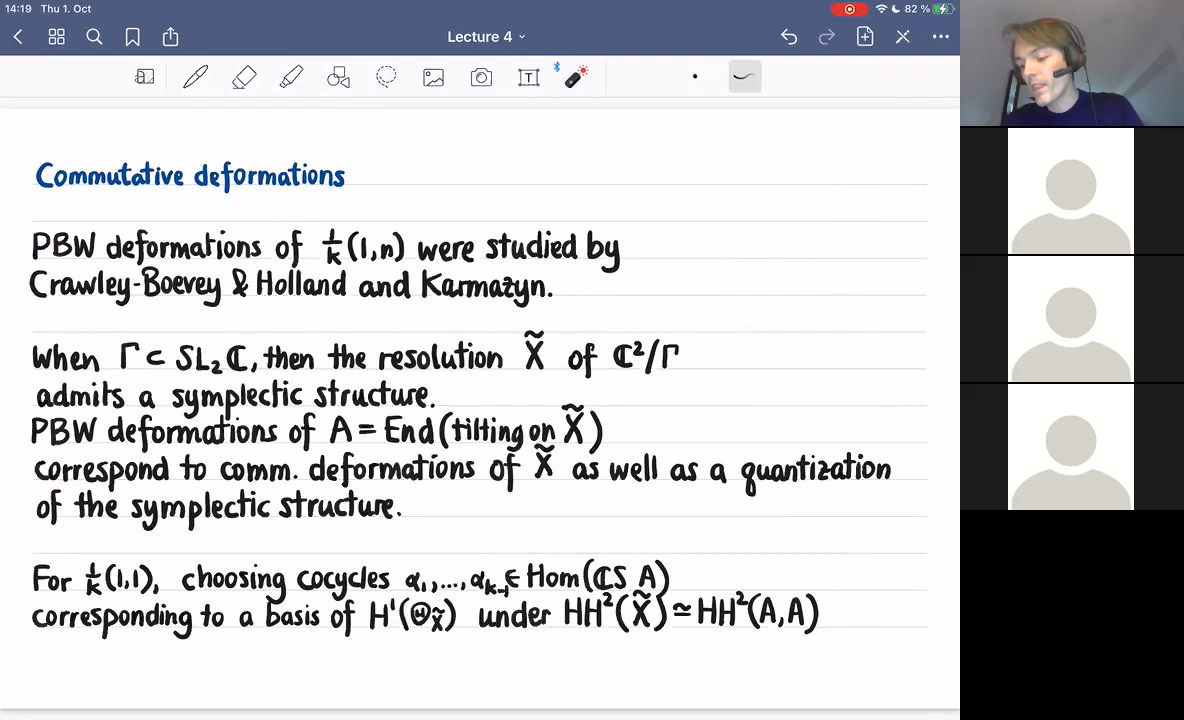 14:19 Thu 1. Oct
82 %
Lecture 4
Commutative deformations
PBW deformations of 1/k(1,n) were studied by
Crawley-Boevey & Holland and Karmazyn.
When Γ ⊂ SL₂ℂ, then the resolution X̃ of ℂ²/Γ
admits a symplectic structure.
PBW deformations of A = End(tilting on X̃)
correspond to comm. deformations of X̃ as well as a quantization
of the symplectic structure.
For 1/k(1,1), choosing cocycles α₁,...,αₖ₋₁ ∈ Hom(ℂS A)
corresponding to a basis of H¹(Θ_X̃) under HH²(X̃) ≃ HH²(A,A)